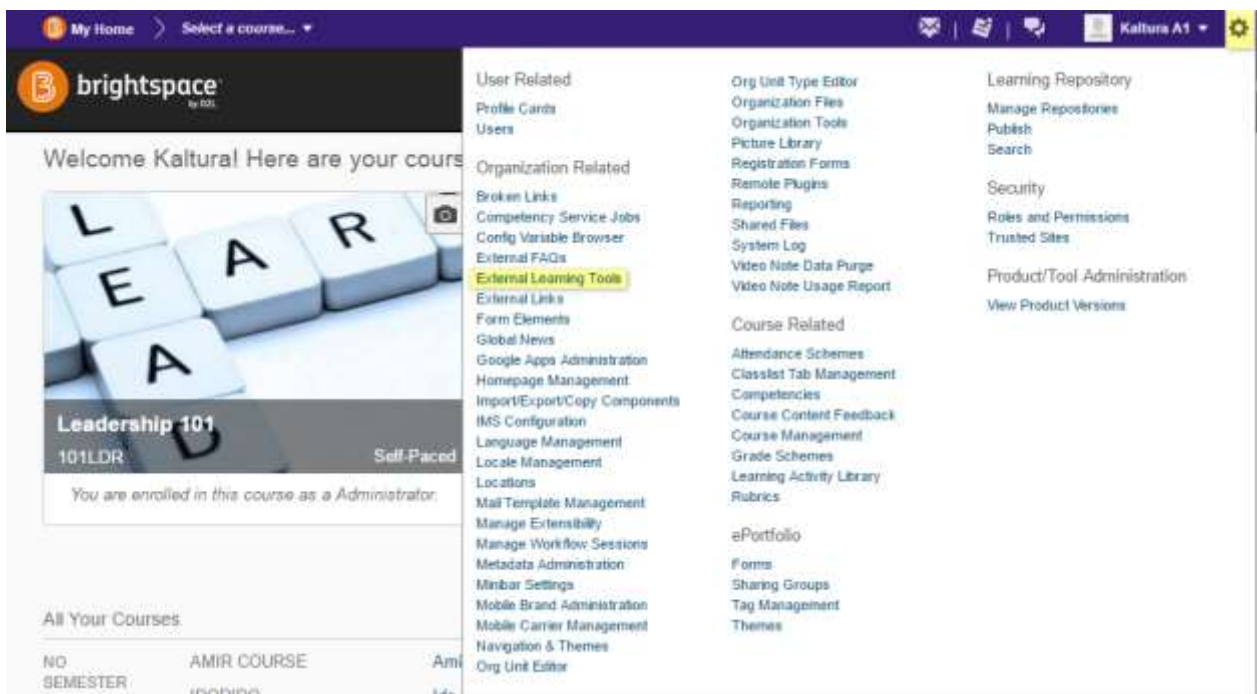 My Home
Select a course...
Kaltura A1
brightspace
by D2L
Welcome Kaltura! Here are your cours
L E A R
E A
D
Leadership 101
101LDR
Self-Paced
You are enrolled in this course as a Administrator.
All Your Courses
NO SEMESTER
AMIR COURSE
Ami
User Related
Profile Cards
Users
Organization Related
Broken Links
Competency Service Jobs
Config Variable Browser
External FAQs
External Learning Tools
External Links
Form Elements
Global News
Google Apps Administration
Homepage Management
Import/Export/Copy Components
IMS Configuration
Language Management
Locale Management
Locations
Mail Template Management
Manage Extensibility
Manage Workflow Sessions
Metadata Administration
Minibar Settings
Mobile Brand Administration
Mobile Carrier Management
Navigation & Themes
Org Unit Editor
Org Unit Type Editor
Organization Files
Organization Tools
Picture Library
Registration Forms
Remote Plugins
Reporting
Shared Files
System Log
Video Note Data Purge
Video Note Usage Report
Course Related
Attendance Schemes
Classlist Tab Management
Competencies
Course Content Feedback
Course Management
Grade Schemes
Learning Activity Library
Rubrics
ePortfolio
Forms
Sharing Groups
Tag Management
Themes
Learning Repository
Manage Repositories
Publish
Search
Security
Roles and Permissions
Trusted Sites
Product/Tool Administration
View Product Versions